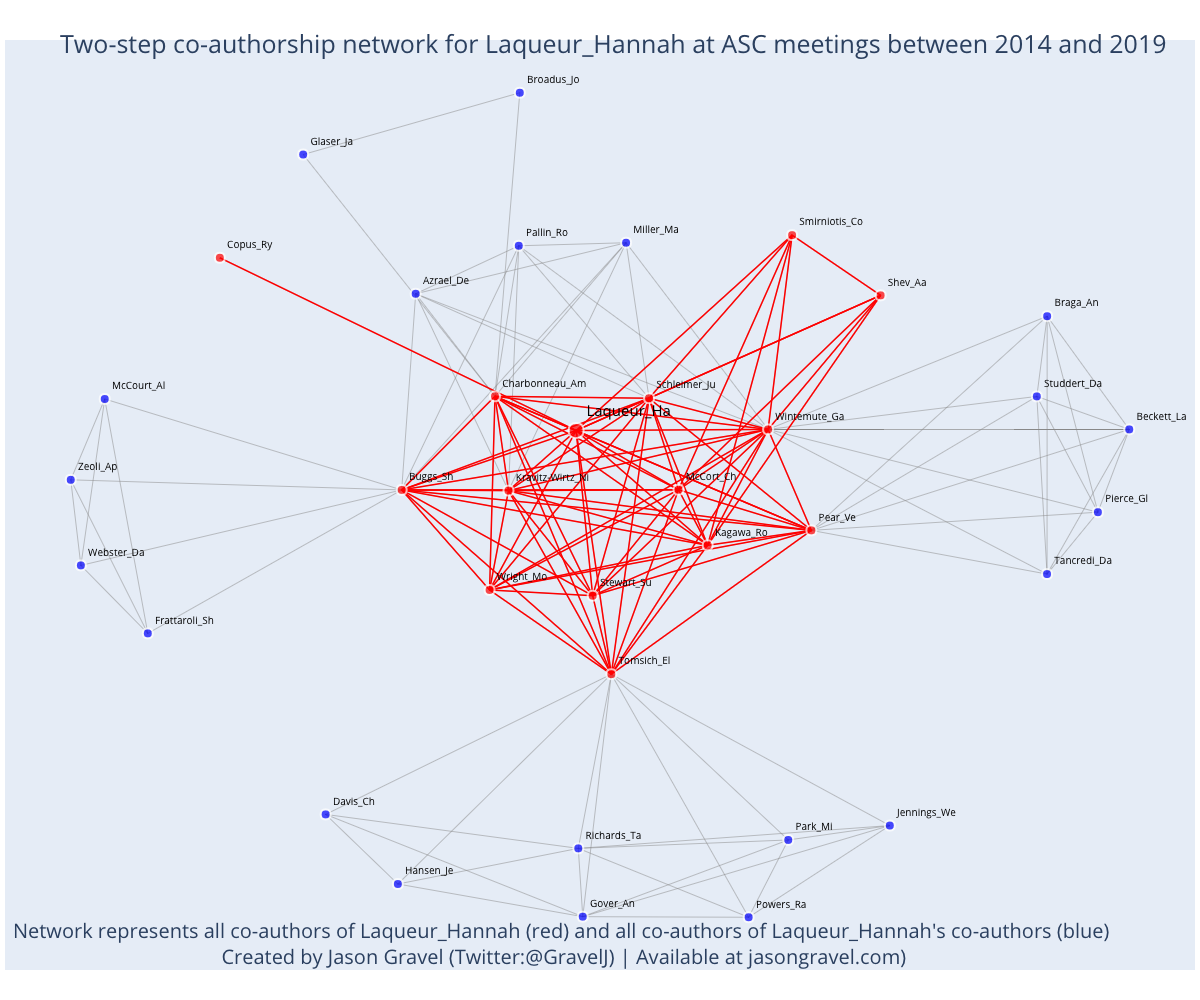 Two-step co-authorship network for Laqueur_Hannah at ASC meetings between 2014 and 2019
Broadus_Jo
Glaser_Ja
Smirniotis_Co
Pallin_Ro
Miller_Ma
Copus_Ry
Azrael_De
Shev_Aa
Braga_An
McCourt_Al
Charbonneau_Am
Schleimer_Ju
Studdert_Da
Laqueur_Ha
Wintemute_Ga
Beckett_La
Zeoli_Ap
Buggs_Sh
Kravitz-Wirtz_Ni
McCort_Ch
Pierce_Gl
Pear_Ve
Kagawa_Ro
Webster_Da
Tancredi_Da
Wright_Mo
Stewart_Su
Frattaroli_Sh
Tomsich_El
Davis_Ch
Jennings_We
Richards_Ta
Park_Mi
Hansen_Je
Gover_An
Powers_Ra
Network represents all co-authors of Laqueur_Hannah (red) and all co-authors of Laqueur_Hannah's co-authors (blue)
Created by Jason Gravel (Twitter:@GravelJ) | Available at jasongravel.com)